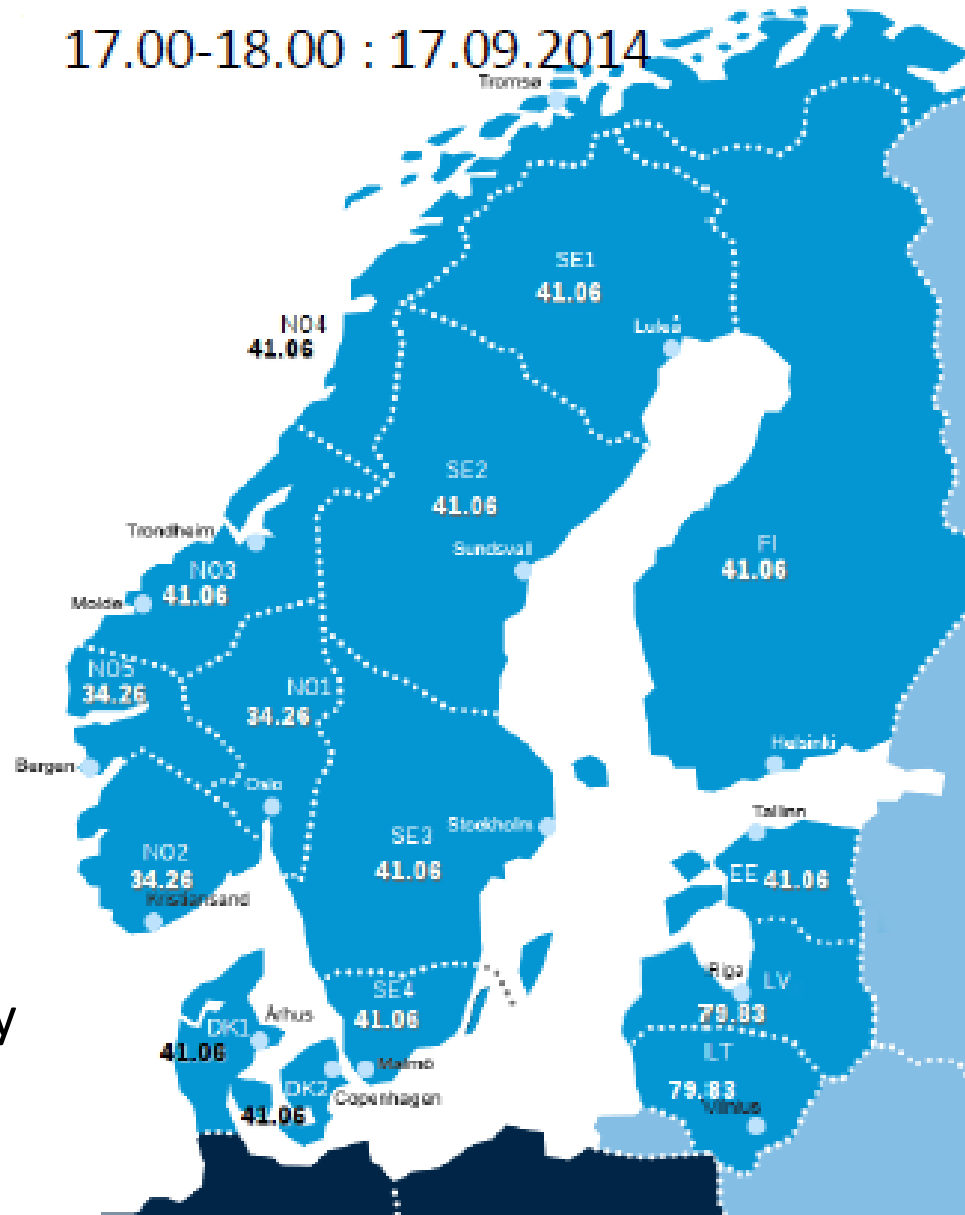 17.00-18.00 : 17.09.2014
Tromsø
SE1
41.06
NO4
41.06
Luleå
SE2
41.06
Trondheim
Sundsvall
FI
41.06
NO3
41.06
Molde
NO5
34.26
NO1
34.26
Bergen
Helsinki
Oslo
Tallinn
Stockholm
SE3
41.06
NO2
34.26
EE 41.06
Kristiansand
Riga
LV
SE4
79.83
41.06
Århus
DK1
41.06
LT
Malmö
79.83
DK2
Copenhagen
41.06
Vilnius
y